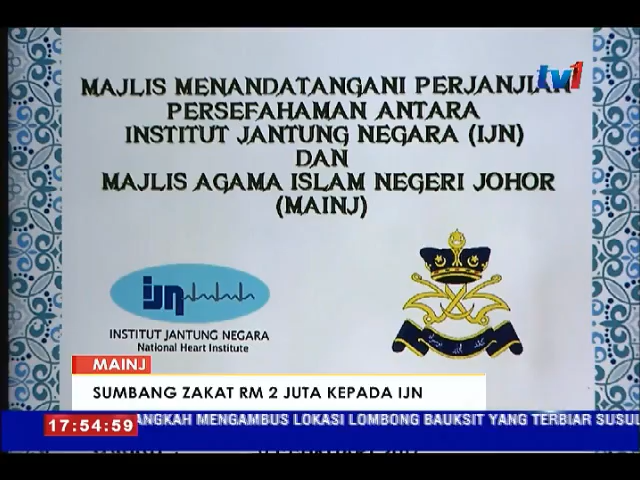 tv1
MAJLIS MENANDATANGANI PERJANJIAN
PERSEFAHAMAN ANTARA
INSTITUT JANTUNG NEGARA (IJN)
DAN
MAJLIS AGAMA ISLAM NEGERI JOHOR
(MAINJ)
ijn
INSTITUT JANTUNG NEGARA
National Heart Institute
MAINJ
SUMBANG ZAKAT RM 2 JUTA KEPADA IJN
17:54:59
ANGKAH MENGAMBUS LOKASI LOMBONG BAUKSIT YANG TERBIAR SUSUL